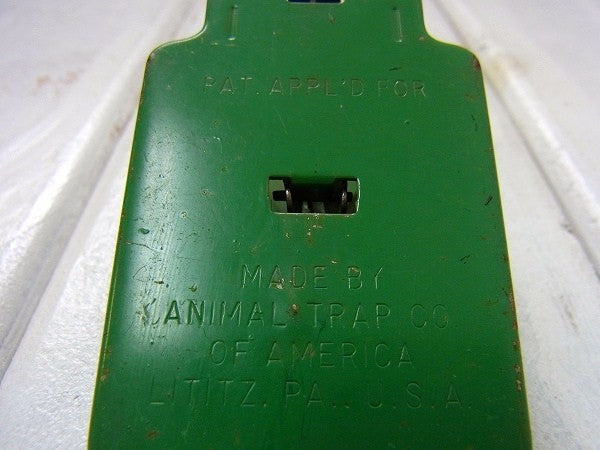 PAT. APPL'D FOR
MADE BY
ANIMAL TRAP CO.
OF AMERICA
LITITZ, PA., U.S.A.